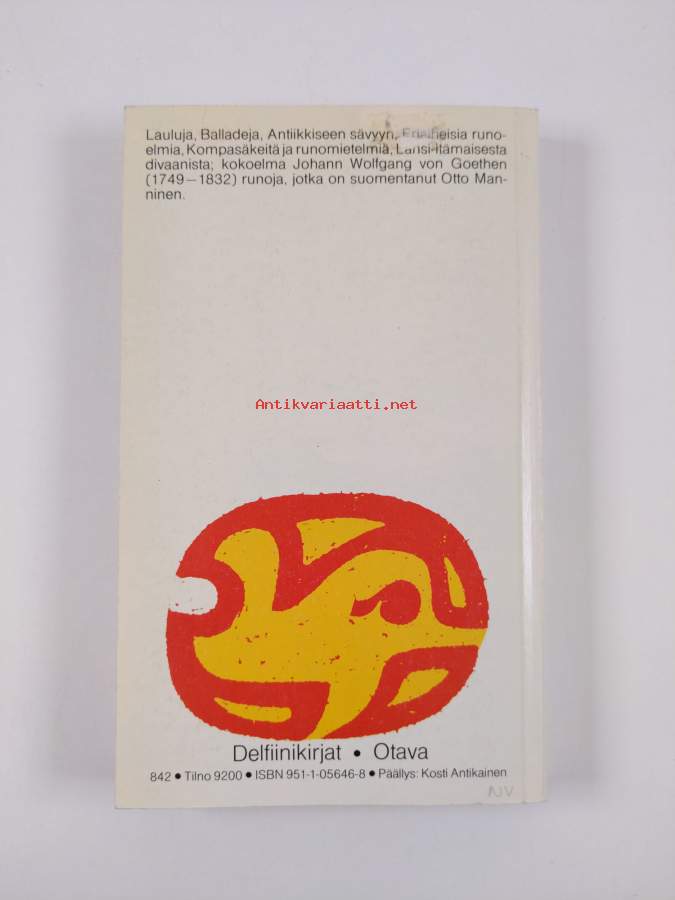 Lauluja, Balladeja, Antiikkiseen sävyyn, Eriaiheisia runo-
elmia, Kompasäkeitä ja runomietelmiä, Länsi-itämaisesta
divaanista; kokoelma Johann Wolfgang von Goethen
(1749—1832) runoja, jotka on suomentanut Otto Man-
ninen.
Antikvariaatti.net
Delfiinikirjat • Otava
842 • Tilno 9200 • ISBN 951-1-05646-8 • Päällys: Kosti Antikainen
NV